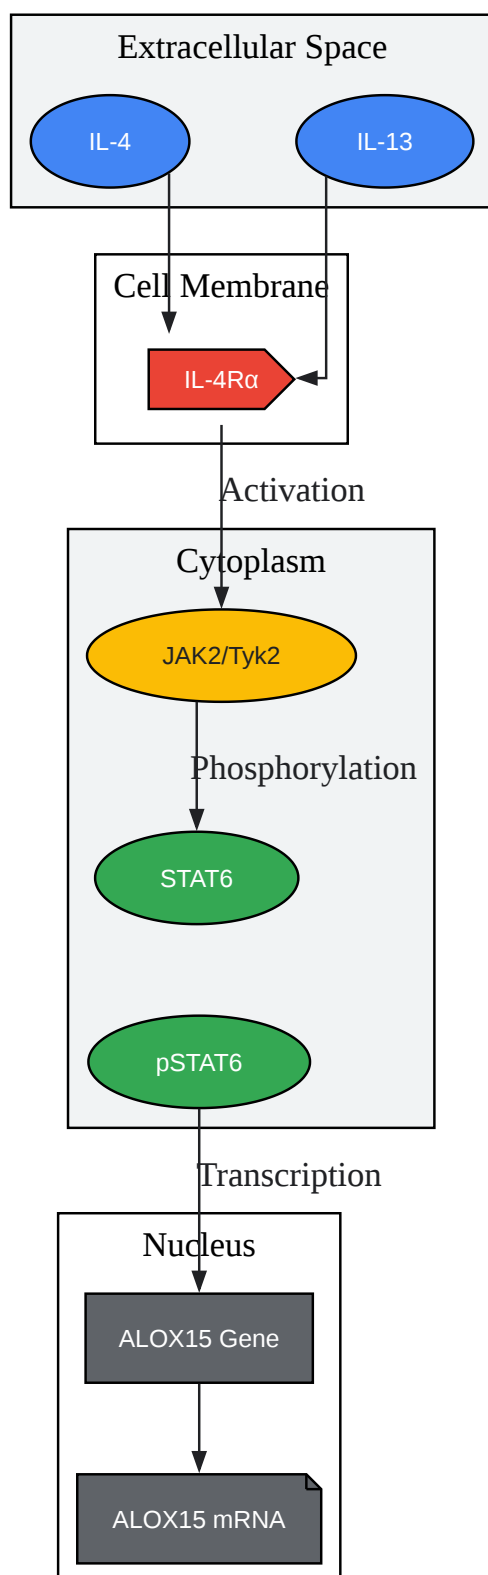 Extracellular Space
IL-4
IL-13
Cell Membrane
IL-4Rα
Activation
Cytoplasm
JAK2/Tyk2
Phosphorylation
STAT6
pSTAT6
Transcription
Nucleus
ALOX15 Gene
ALOX15 mRNA